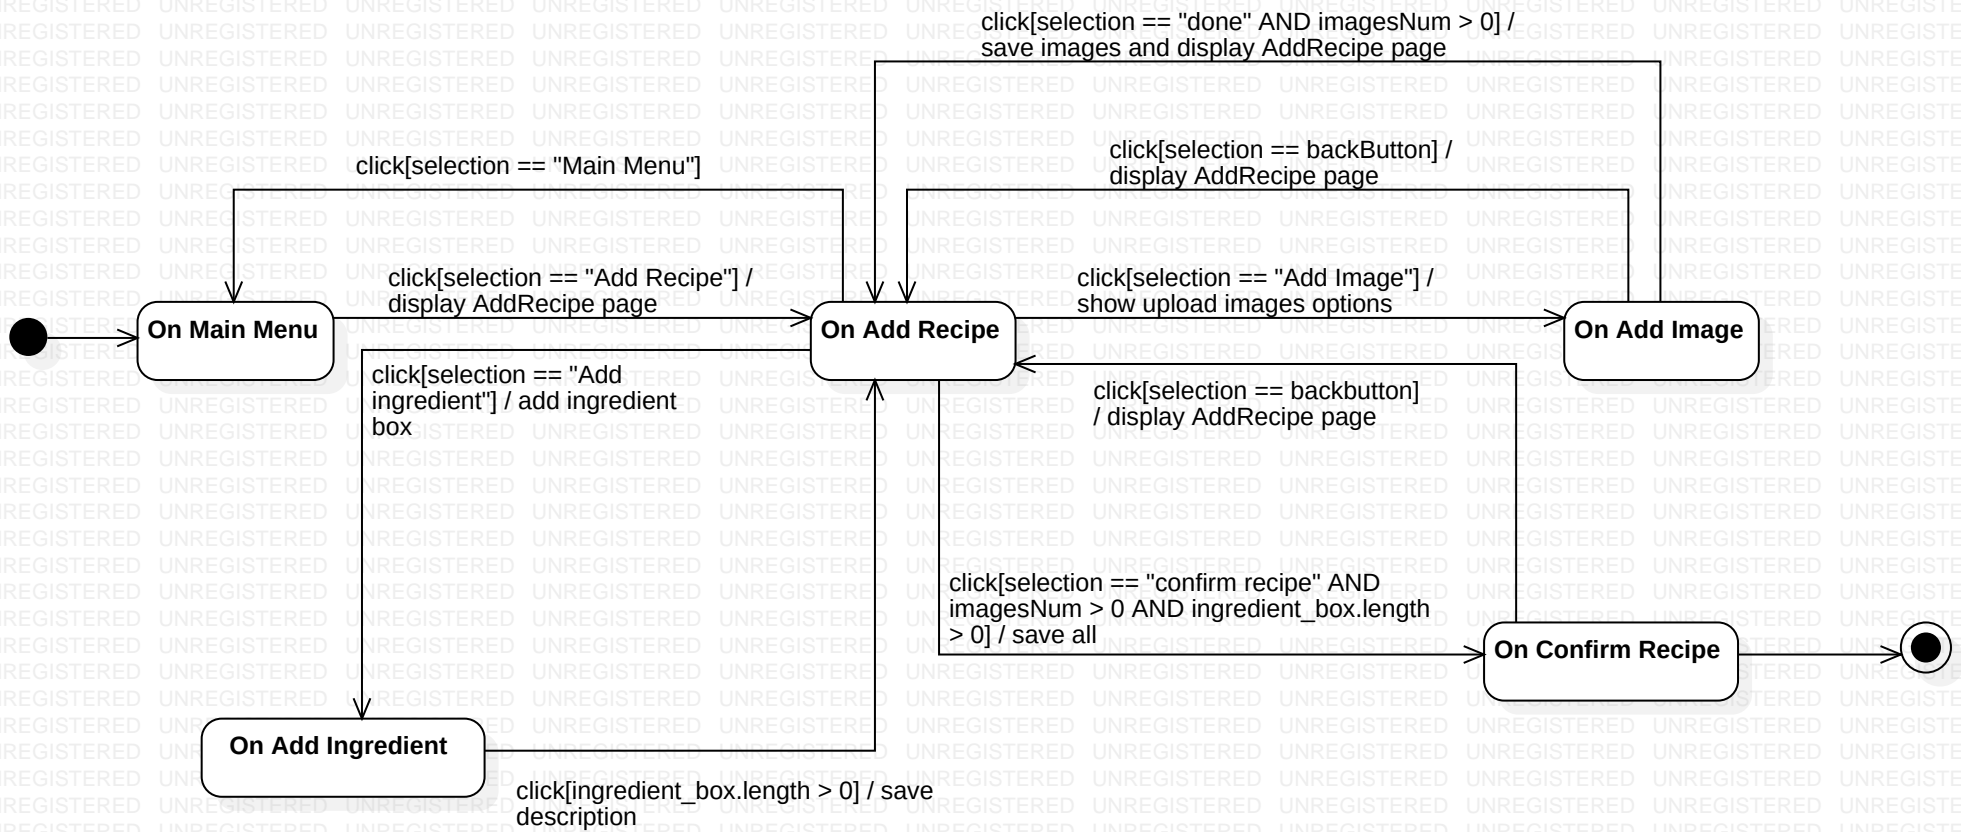 click[selection == "done" AND imagesNum > 0] /
save images and display AddRecipe page
click[selection == backButton] /
display AddRecipe page
click[selection == "Main Menu"]
click[selection == "Add Recipe"] /
display AddRecipe page
click[selection == "Add Image"] /
show upload images options
On Main Menu
On Add Recipe
On Add Image
click[selection == "Add
ingredient"] / add ingredient
box
click[selection == backbutton]
/ display AddRecipe page
click[selection == "confirm recipe" AND
imagesNum > 0 AND ingredient_box.length
> 0] / save all
On Confirm Recipe
On Add Ingredient
click[ingredient_box.length > 0] / save
description
UNREGISTERED